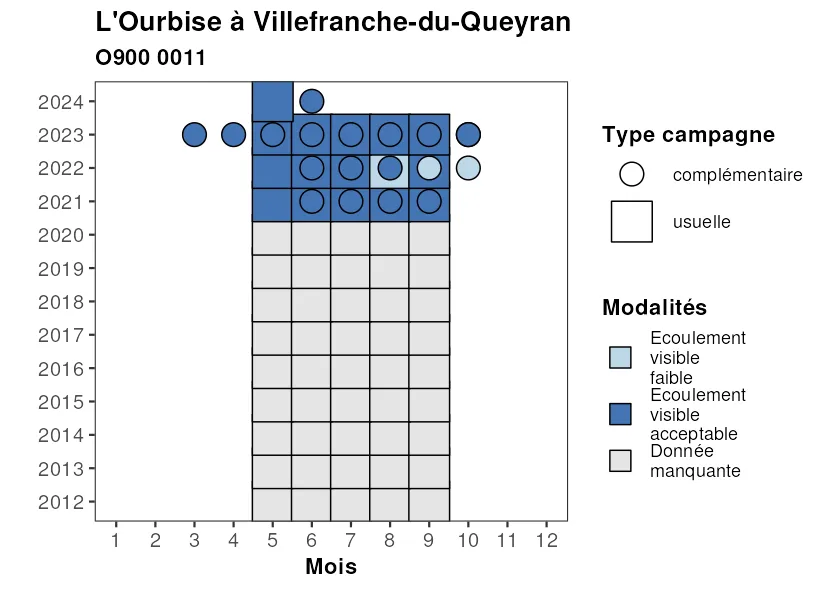 L'Ourbise à Villefranche-du-Queyran
O900 0011
2024
2023
2022
2021
2020
2019
2018
2017
2016
2015
2014
2013
2012
1 2 3 4 5 6 7 8 9 10 11 12
Mois
Type campagne
complémentaire
usuelle
Modalités
Ecoulement
visible
faible
Ecoulement
visible
acceptable
Donnée
manquante